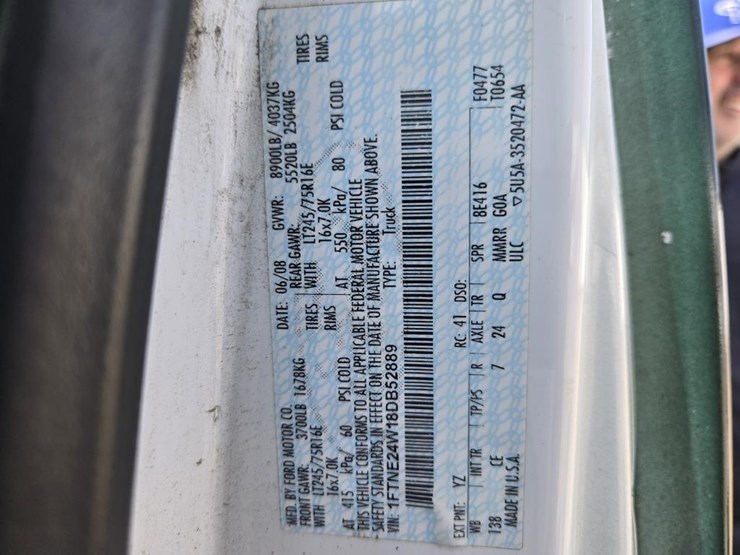 MFD. BY FORD MOTOR CO.
DATE: 06/08 GVWR: 8900LB/ 4037KG
FRONT GAWR: 3700LB 1678KG REAR GAWR: 5520LB 2504KG
WITH LT245/75R16E TIRES WITH LT245/75R16E TIRES
16x7.0K RIMS 16x7.0K RIMS
AT 415 kPa/ 60 PSI COLD AT 550 kPa/ 80 PSI COLD
THIS VEHICLE CONFORMS TO ALL APPLICABLE FEDERAL MOTOR VEHICLE
SAFETY STANDARDS IN EFFECT ON THE DATE OF MANUFACTURE SHOWN ABOVE.
VIN: 1FTNE24W18DB52889 TYPE: Truck
EXT PNT: YZ RC: 41 DSO:
WB INT TR TP/PS R AXLE TR SPR 8E416 F0477
138 CE 7 24 Q MMRR GQA T0654
MADE IN U.S.A. ULC ▽5U5A-3520472-AA